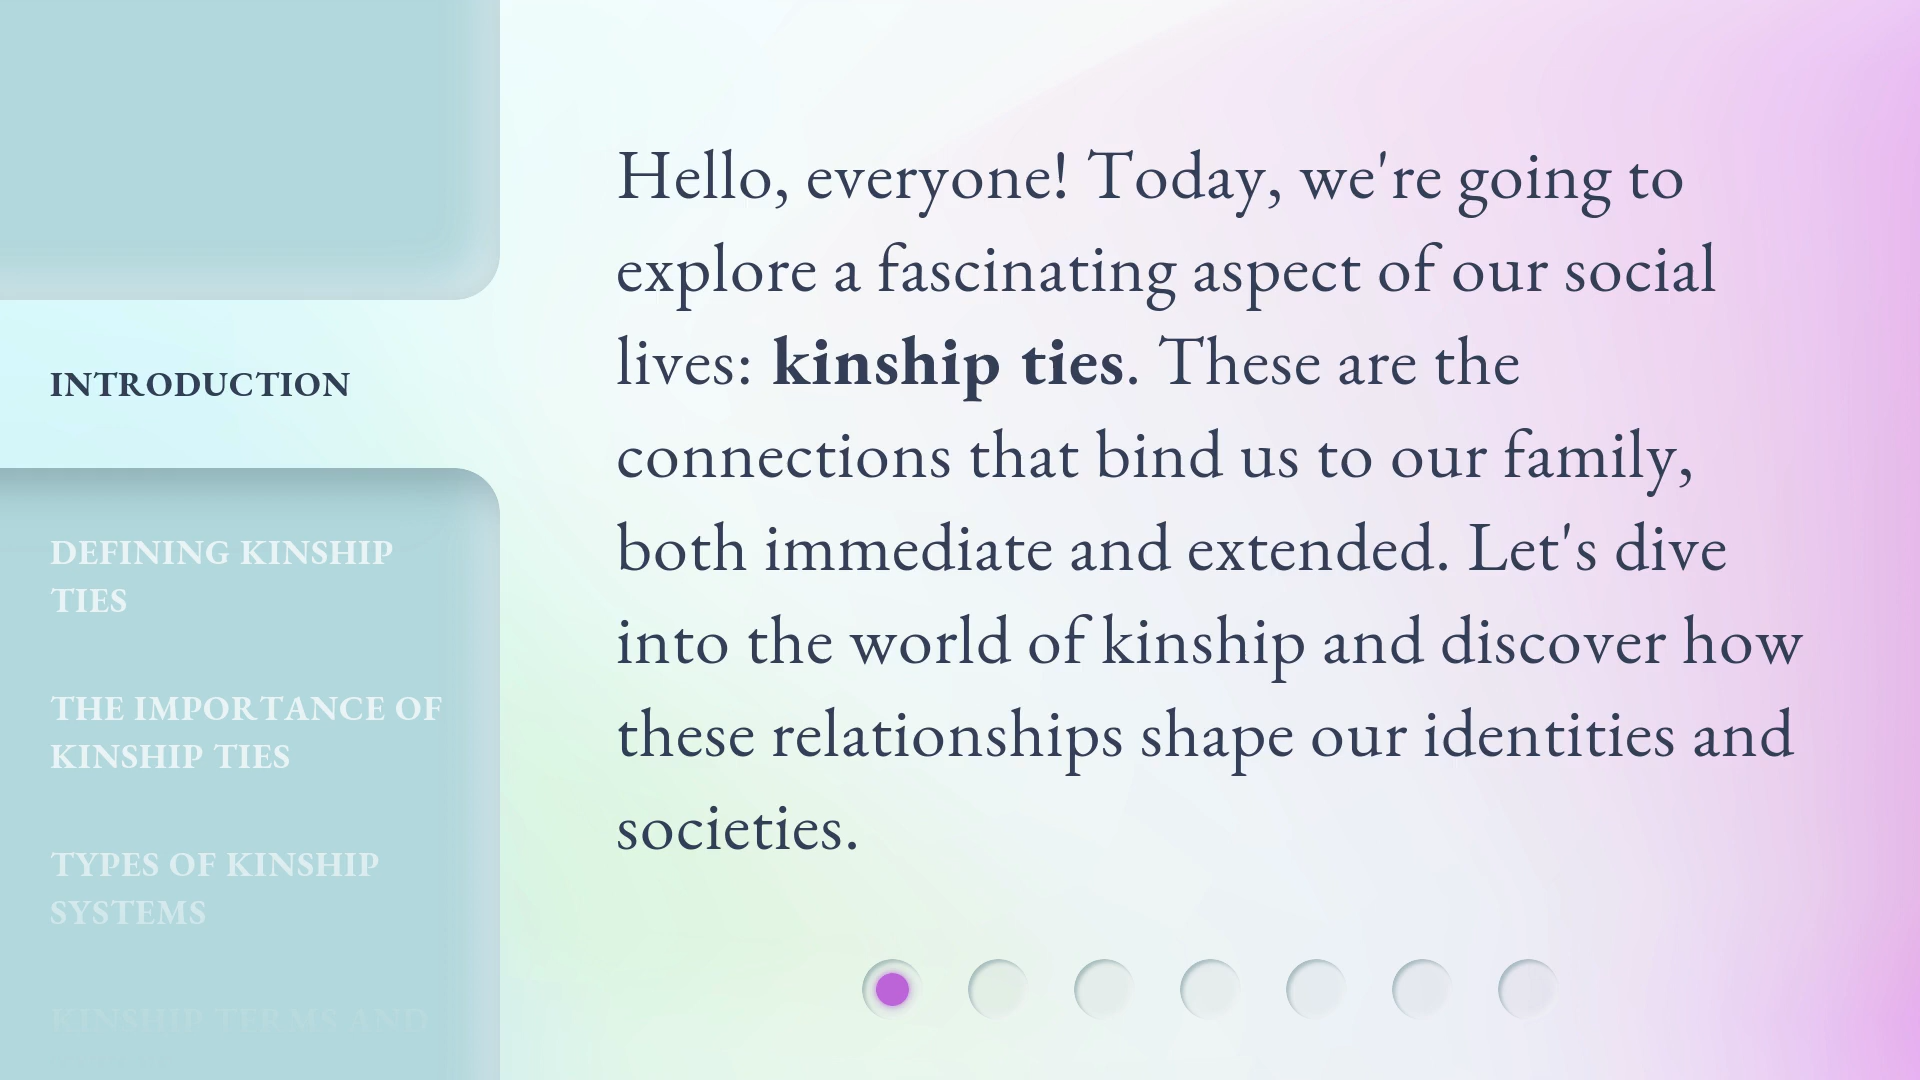 INTRODUCTION
DEFINING KINSHIP
TIES
THE IMPORTANCE OF
KINSHIP TIES
TYPES OF KINSHIP
SYSTEMS
KINSHIP TERMS AND
Hello, everyone! Today, we're going to
explore a fascinating aspect of our social
lives: kinship ties. These are the
connections that bind us to our family,
both immediate and extended. Let's dive
into the world of kinship and discover how
these relationships shape our identities and
societies.